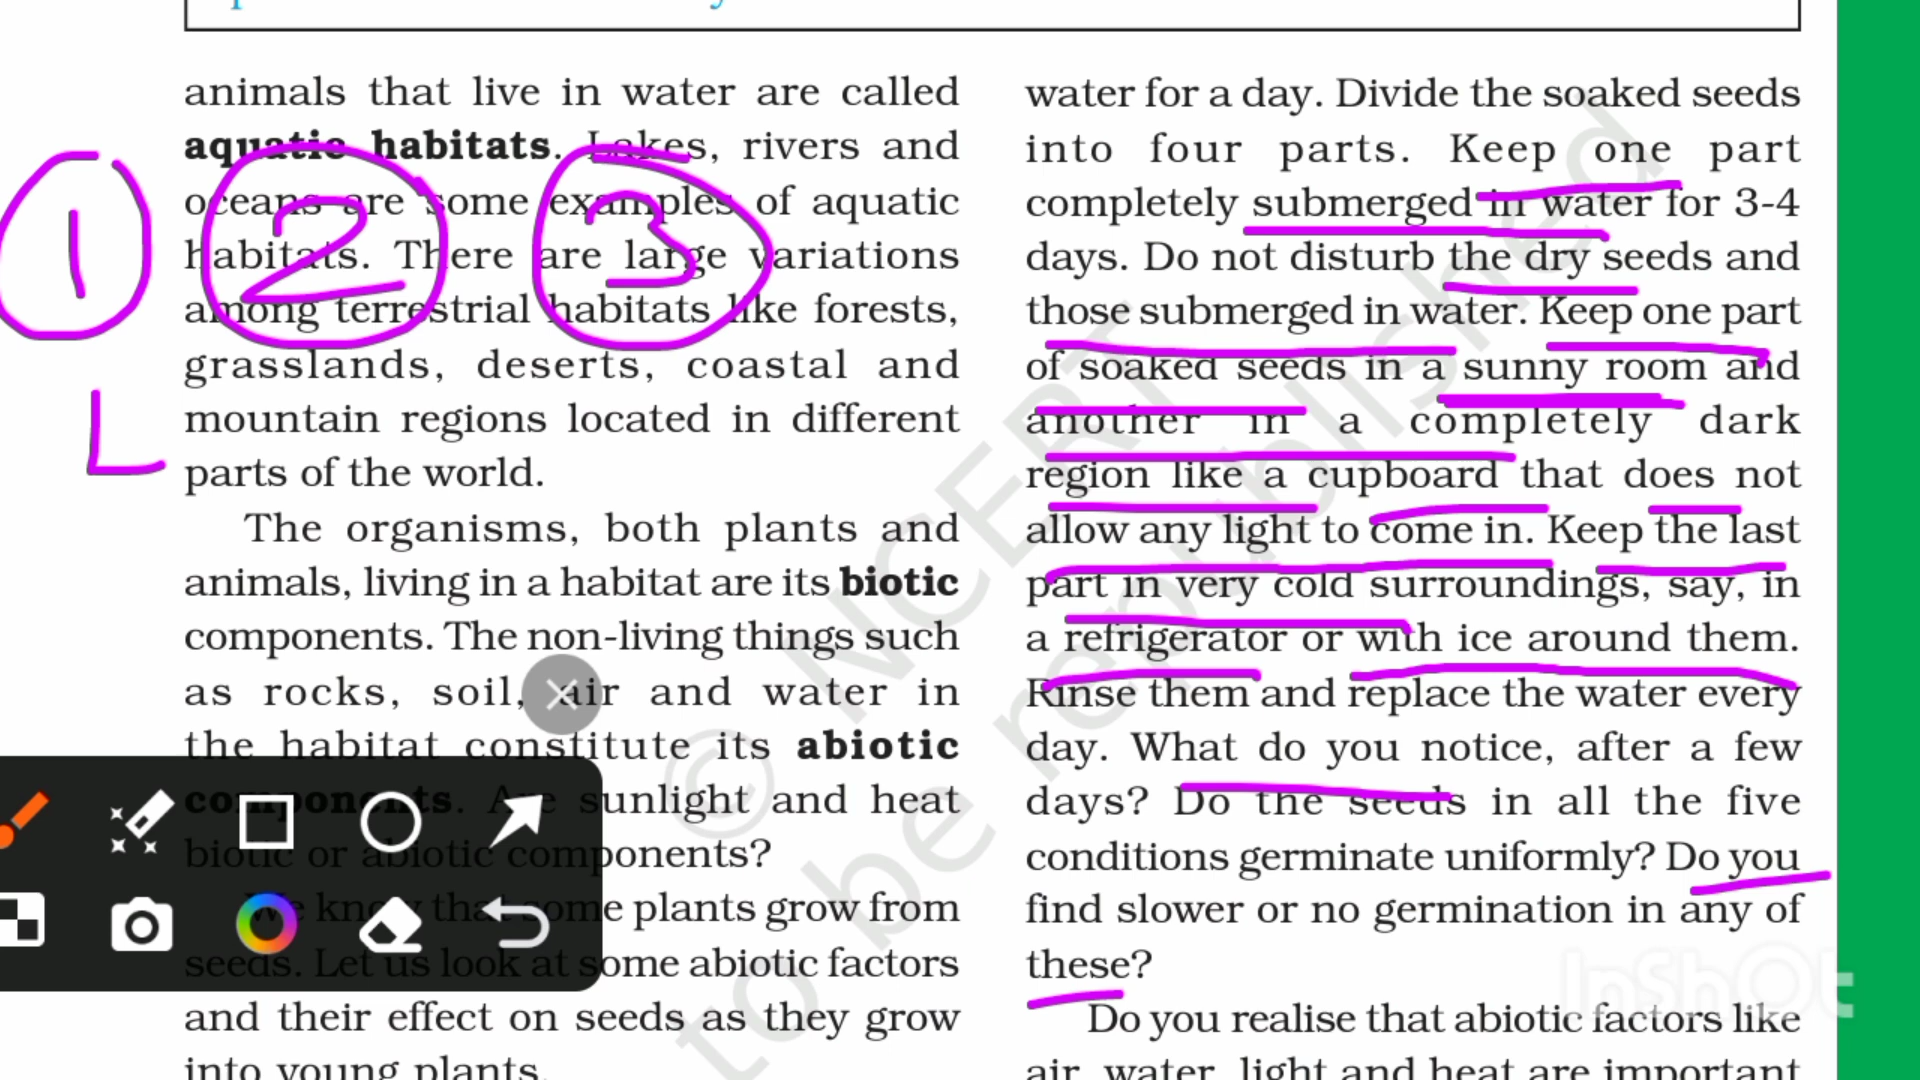 animals that live in water are called
aquatic habitats. Lakes, rivers and
oceans are some examples of aquatic
habitats. There are large variations
among terrestrial habitats like forests,
grasslands, deserts, coastal and
mountain regions located in different
parts of the world.
The organisms, both plants and
animals, living in a habitat are its biotic
components. The non-living things such
as rocks, soil, air and water in
the habitat constitute its abiotic
components. Are sunlight and heat
biotic or abiotic components?
We know that some plants grow from
seeds. Let us look at some abiotic factors
and their effect on seeds as they grow
into young plants.
1 2 3
L
water for a day. Divide the soaked seeds
into four parts. Keep one part
completely submerged in water for 3-4
days. Do not disturb the dry seeds and
those submerged in water. Keep one part
of soaked seeds in a sunny room and
another in a completely dark
region like a cupboard that does not
allow any light to come in. Keep the last
part in very cold surroundings, say, in
a refrigerator or with ice around them.
Rinse them and replace the water every
day. What do you notice, after a few
days? Do the seeds in all the five
conditions germinate uniformly? Do you
find slower or no germination in any of
these?
Do you realise that abiotic factors like
air, water, light and heat are important
© NCERT
to be republished
InShOt